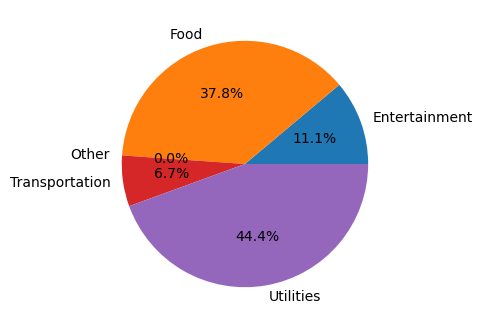 Food
37.8%
Entertainment
11.1%
Other
0.0%
Transportation
6.7%
44.4%
Utilities